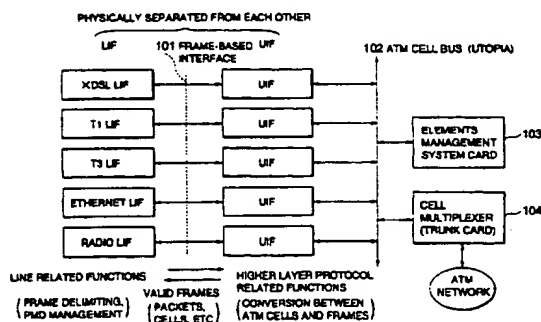 PHYSICALLY SEPARATED FROM EACH OTHER
LIF
UIF
101 FRAME-BASED
INTERFACE
102 ATM CELL BUS (UTOPIA)
XDSL LIF
UIF
T1 LIF
UIF
T3 LIF
UIF
ETHERNET LIF
UIF
RADIO LIF
UIF
ELEMENTS
MANAGEMENT
SYSTEM CARD
103
CELL
MULTIPLEXER
(TRUNK CARD)
104
ATM
NETWORK
LINE RELATED FUNCTIONS
(FRAME DELIMITING,
PMD MANAGEMENT)
VALID FRAMES
(PACKETS,
CELLS, ETC)
HIGHER LAYER PROTOCOL
RELATED FUNCTIONS
(CONVERSION BETWEEN
ATM CELLS AND FRAMES)